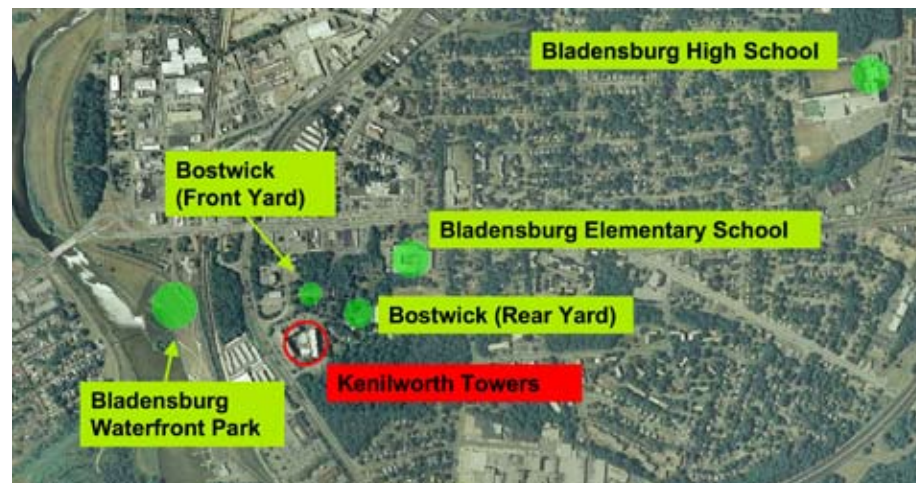 Bladensburg High School
Bostwick
(Front Yard)
Bladensburg Elementary School
Bostwick (Rear Yard)
Kenilworth Towers
Bladensburg
Waterfront Park